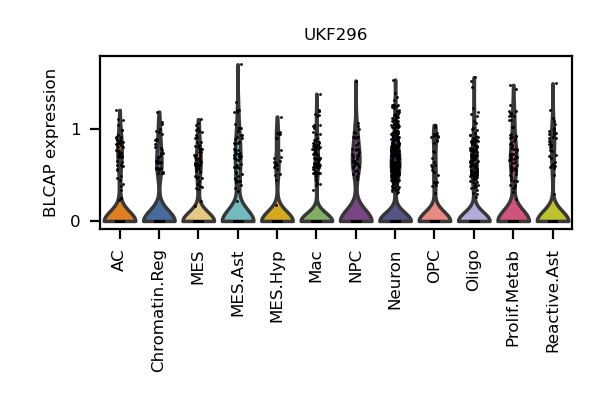 UKF296
BLCAP expression
1
0
AC
Chromatin.Reg
MES
MES.Ast
MES.Hyp
Mac
NPC
Neuron
OPC
Oligo
Prolif.Metab
Reactive.Ast